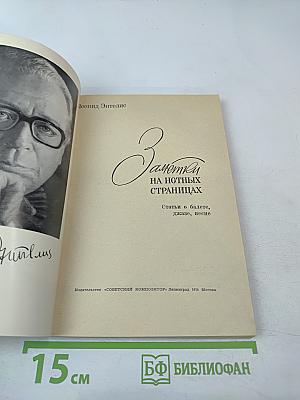 Леонид Энтелис
Заметки
НА НОТНЫХ
СТРАНИЦАХ
Статьи о балете,
джазе, песне
Издательство «СОВЕТСКИЙ КОМПОЗИТОР» Ленинград Москва
15 см
БФ БИБЛИОФАН